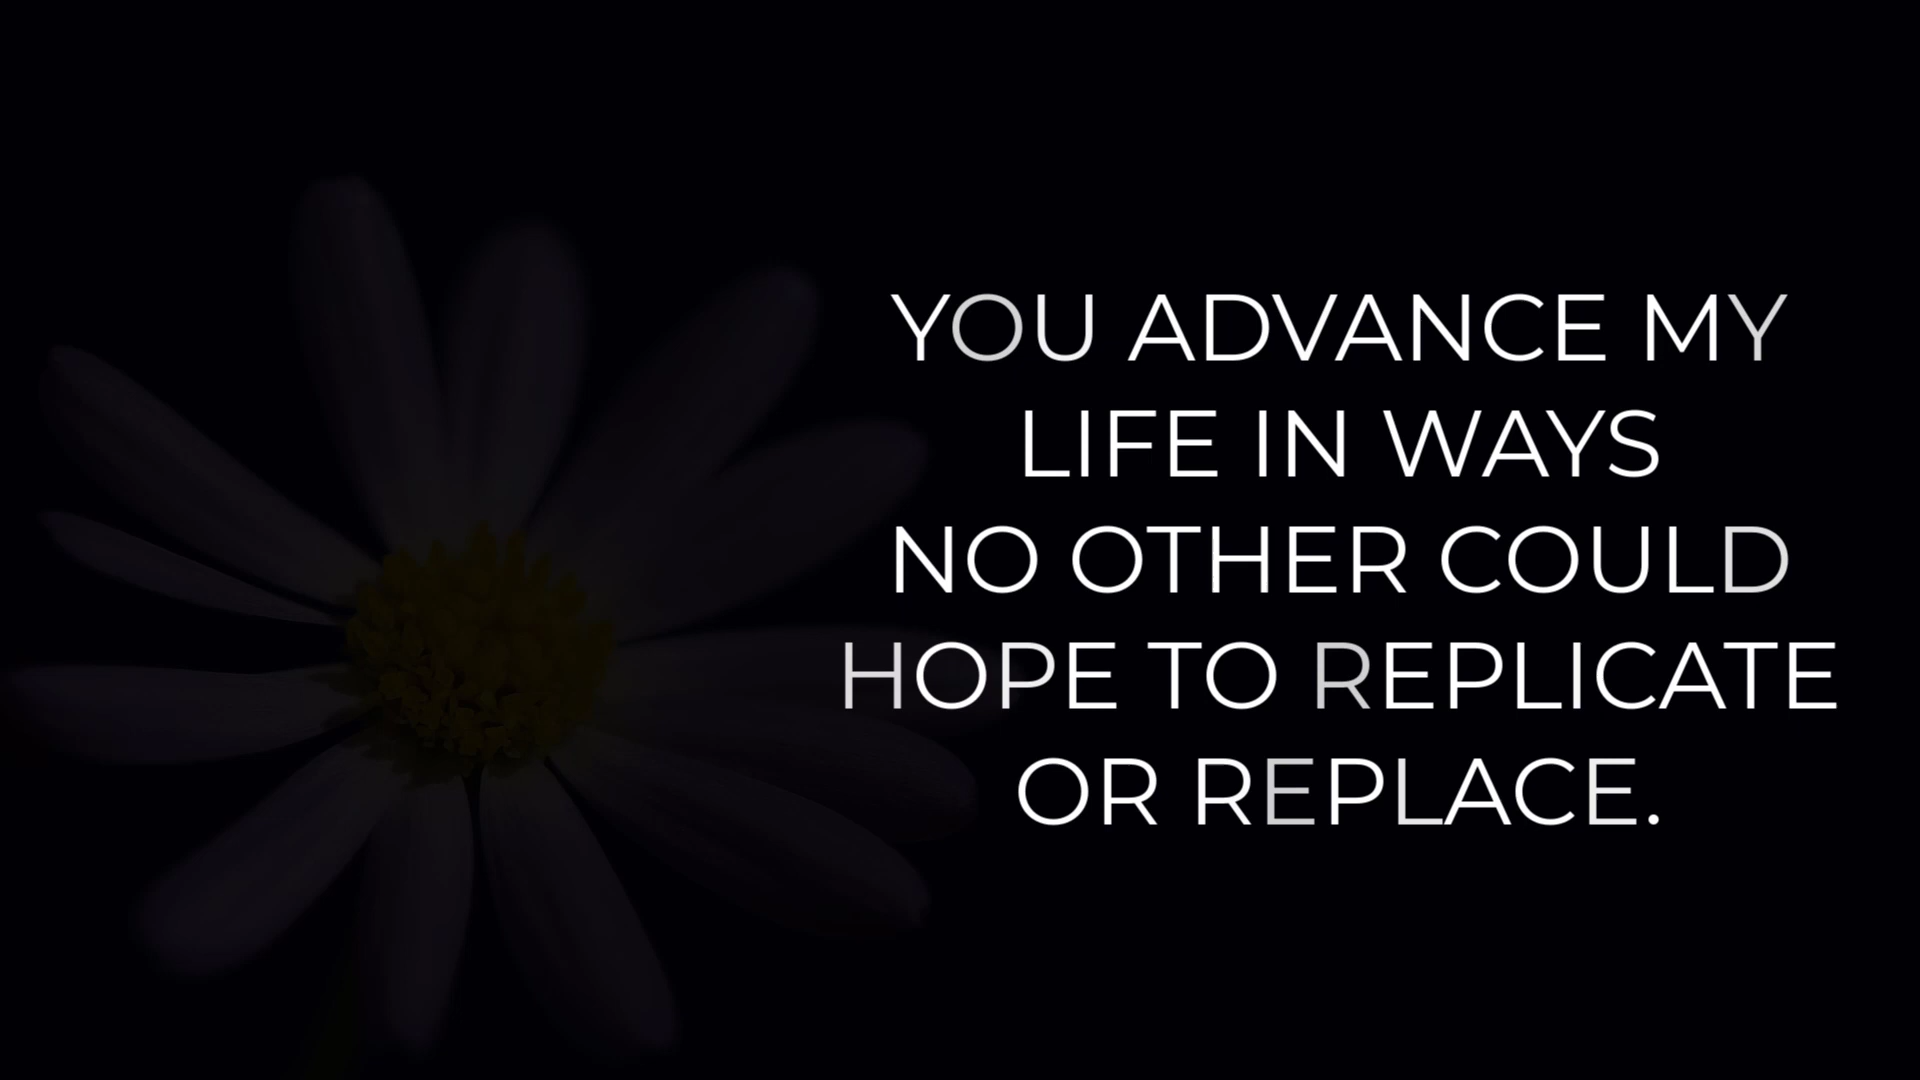 YOU ADVANCE MY
LIFE IN WAYS
NO OTHER COULD
HOPE TO REPLICATE
OR REPLACE.